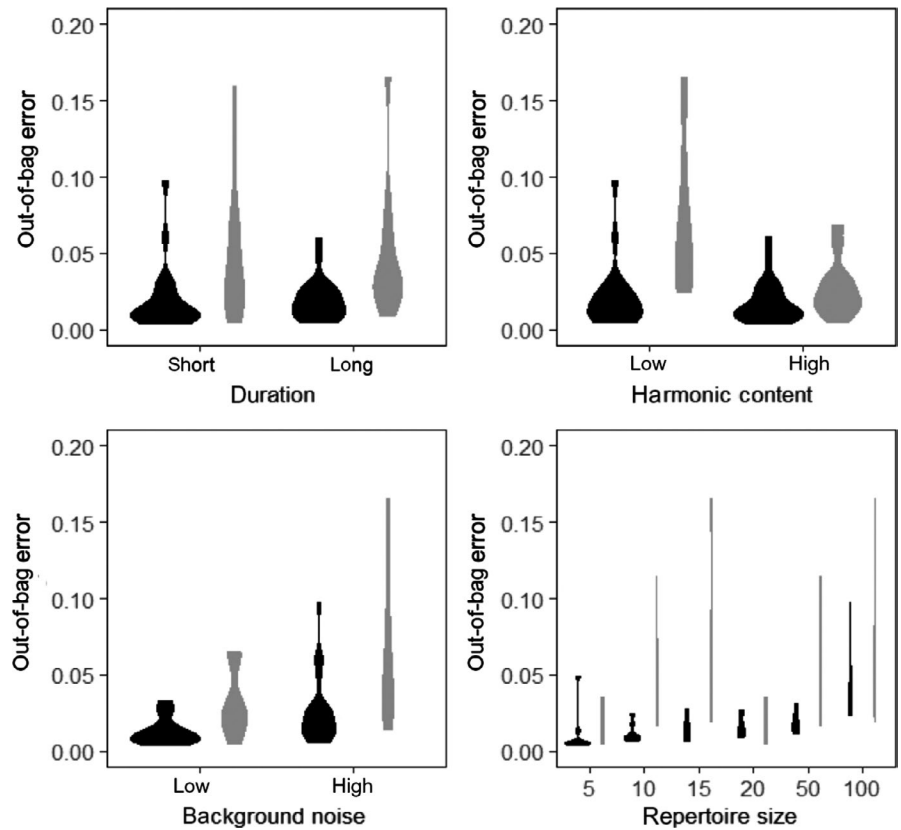 0.20
0.15
0.10
0.05
0.00
Out-of-bag error
Short Long
Duration
0.20
0.15
0.10
0.05
0.00
Out-of-bag error
Low High
Harmonic content
0.20
0.15
0.10
0.05
0.00
Out-of-bag error
Low High
Background noise
0.20
0.15
0.10
0.05
0.00
Out-of-bag error
5 10 15 20 50 100
Repertoire size